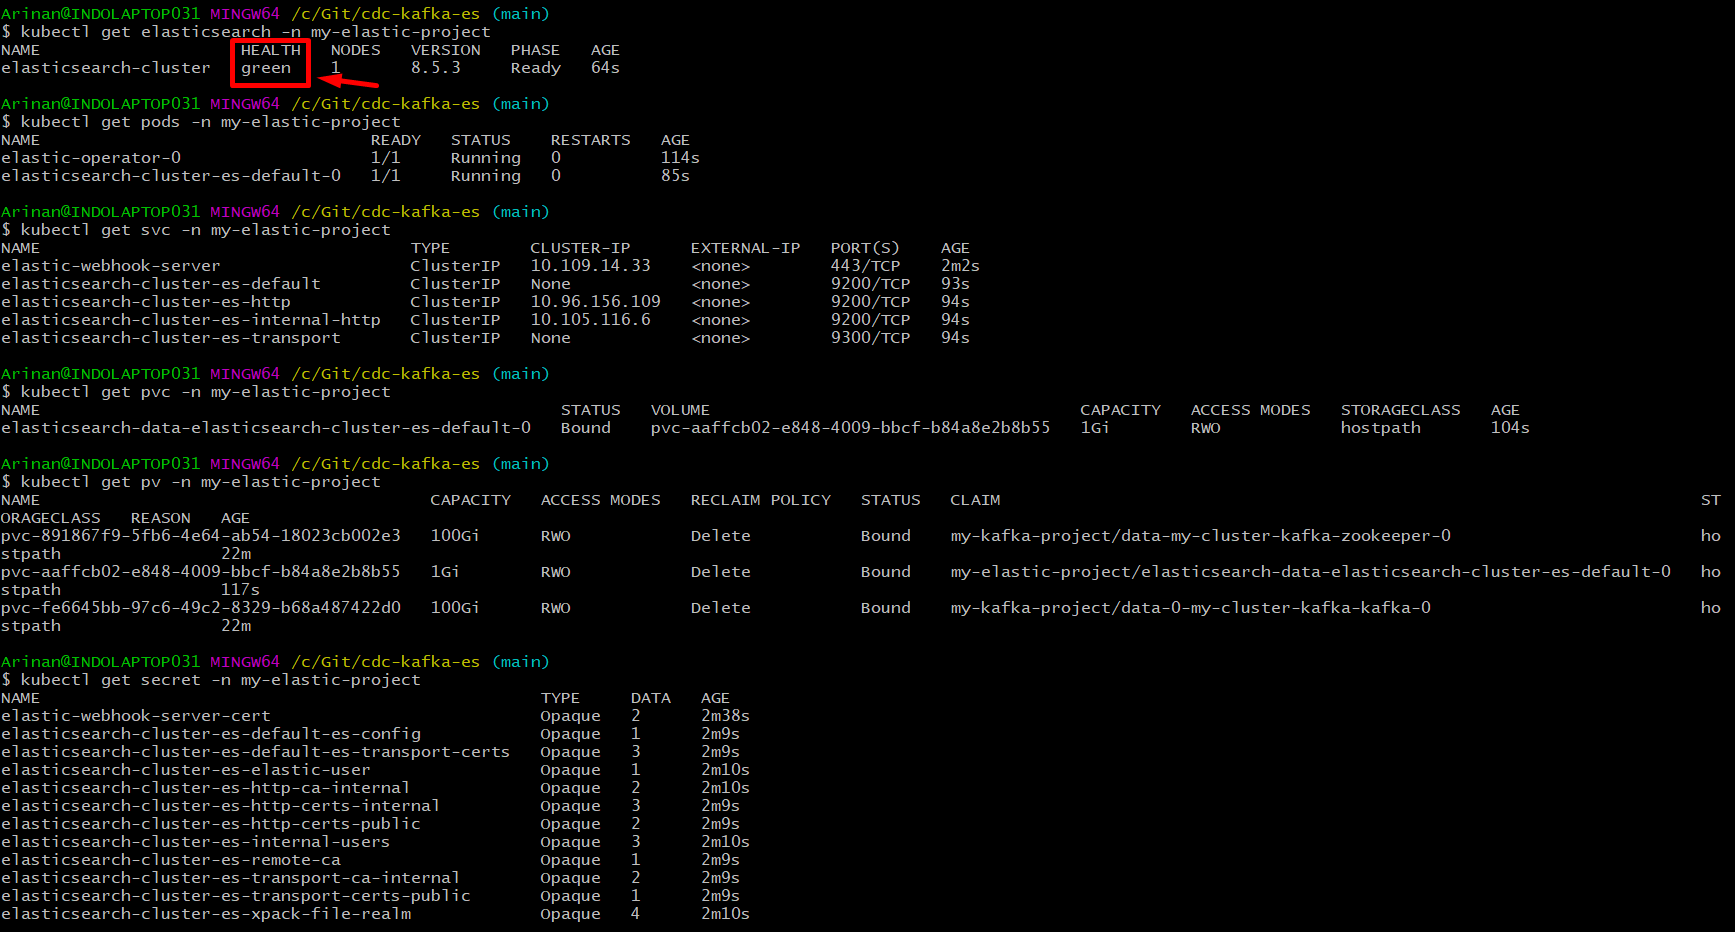 Arinan@INDOLAPTOP031 MINGW64 /c/Git/cdc-kafka-es (main)
$ kubectl get elasticsearch -n my-elastic-project
NAME                    HEALTH   NODES   VERSION   PHASE   AGE
elasticsearch-cluster   green    1       8.5.3     Ready   64s
Arinan@INDOLAPTOP031 MINGW64 /c/Git/cdc-kafka-es (main)
$ kubectl get pods -n my-elastic-project
NAME                                 READY   STATUS    RESTARTS   AGE
elastic-operator-0                   1/1     Running   0          114s
elasticsearch-cluster-es-default-0   1/1     Running   0          85s
Arinan@INDOLAPTOP031 MINGW64 /c/Git/cdc-kafka-es (main)
$ kubectl get svc -n my-elastic-project
NAME                                     TYPE        CLUSTER-IP      EXTERNAL-IP   PORT(S)    AGE
elastic-webhook-server                   ClusterIP   10.109.14.33    <none>        443/TCP    2m2s
elasticsearch-cluster-es-default         ClusterIP   None            <none>        9200/TCP   93s
elasticsearch-cluster-es-http            ClusterIP   10.96.156.109   <none>        9200/TCP   94s
elasticsearch-cluster-es-internal-http   ClusterIP   10.105.116.6    <none>        9200/TCP   94s
elasticsearch-cluster-es-transport       ClusterIP   None            <none>        9300/TCP   94s
Arinan@INDOLAPTOP031 MINGW64 /c/Git/cdc-kafka-es (main)
$ kubectl get pvc -n my-elastic-project
NAME                                                    STATUS   VOLUME                                     CAPACITY   ACCESS MODES   STORAGECLASS   AGE
elasticsearch-data-elasticsearch-cluster-es-default-0   Bound    pvc-aaffcb02-e848-4009-bbcf-b84a8e2b8b55   1Gi        RWO            hostpath       104s
Arinan@INDOLAPTOP031 MINGW64 /c/Git/cdc-kafka-es (main)
$ kubectl get pv -n my-elastic-project
NAME                                       CAPACITY   ACCESS MODES   RECLAIM POLICY   STATUS   CLAIM                                                                      ST
ORAGECLASS   REASON   AGE
pvc-891867f9-5fb6-4e64-ab54-18023cb002e3   100Gi      RWO            Delete           Bound    my-kafka-project/data-my-cluster-kafka-zookeeper-0                         ho
stpath                22m
pvc-aaffcb02-e848-4009-bbcf-b84a8e2b8b55   1Gi        RWO            Delete           Bound    my-elastic-project/elasticsearch-data-elasticsearch-cluster-es-default-0   ho
stpath                117s
pvc-fe6645bb-97c6-49c2-8329-b68a487422d0   100Gi      RWO            Delete           Bound    my-kafka-project/data-0-my-cluster-kafka-kafka-0                           ho
stpath                22m
Arinan@INDOLAPTOP031 MINGW64 /c/Git/cdc-kafka-es (main)
$ kubectl get secret -n my-elastic-project
NAME                                                  TYPE     DATA   AGE
elastic-webhook-server-cert                           Opaque   2      2m38s
elasticsearch-cluster-es-default-es-config            Opaque   1      2m9s
elasticsearch-cluster-es-default-es-transport-certs   Opaque   3      2m9s
elasticsearch-cluster-es-elastic-user                 Opaque   1      2m10s
elasticsearch-cluster-es-http-ca-internal             Opaque   2      2m10s
elasticsearch-cluster-es-http-certs-internal          Opaque   3      2m9s
elasticsearch-cluster-es-http-certs-public            Opaque   2      2m9s
elasticsearch-cluster-es-internal-users               Opaque   3      2m10s
elasticsearch-cluster-es-remote-ca                    Opaque   1      2m9s
elasticsearch-cluster-es-transport-ca-internal        Opaque   2      2m9s
elasticsearch-cluster-es-transport-certs-public       Opaque   1      2m9s
elasticsearch-cluster-es-xpack-file-realm             Opaque   4      2m10s